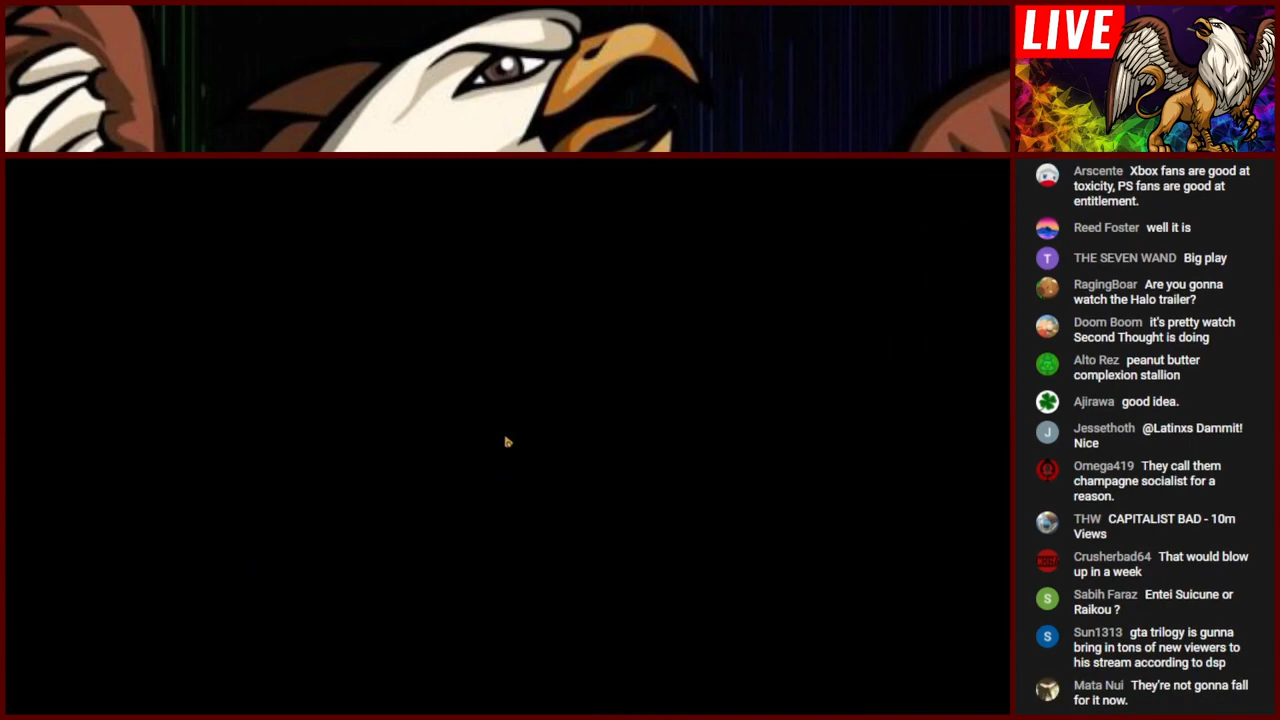 LIVE
Arscente Xbox fans are good at
toxicity, PS fans are good at
entitlement.
Reed Foster well it is
T THE SEVEN WAND Big play
RagingBoar Are you gonna
watch the Halo trailer?
Doom Boom it's pretty watch
Second Thought is doing
Alto Rez peanut butter
complexion stallion
Ajirawa good idea.
J Jessethoth @Latinxs Dammit!
Nice
Omega419 They call them
champagne socialist for a
reason.
THW CAPITALIST BAD - 10m
Views
Crusherbad64 That would blow
up in a week
S Sabih Faraz Entei Suicune or
Raikou ?
S Sun1313 gta trilogy is gunna
bring in tons of new viewers to
his stream according to dsp
Mata Nui They're not gonna fall
for it now.